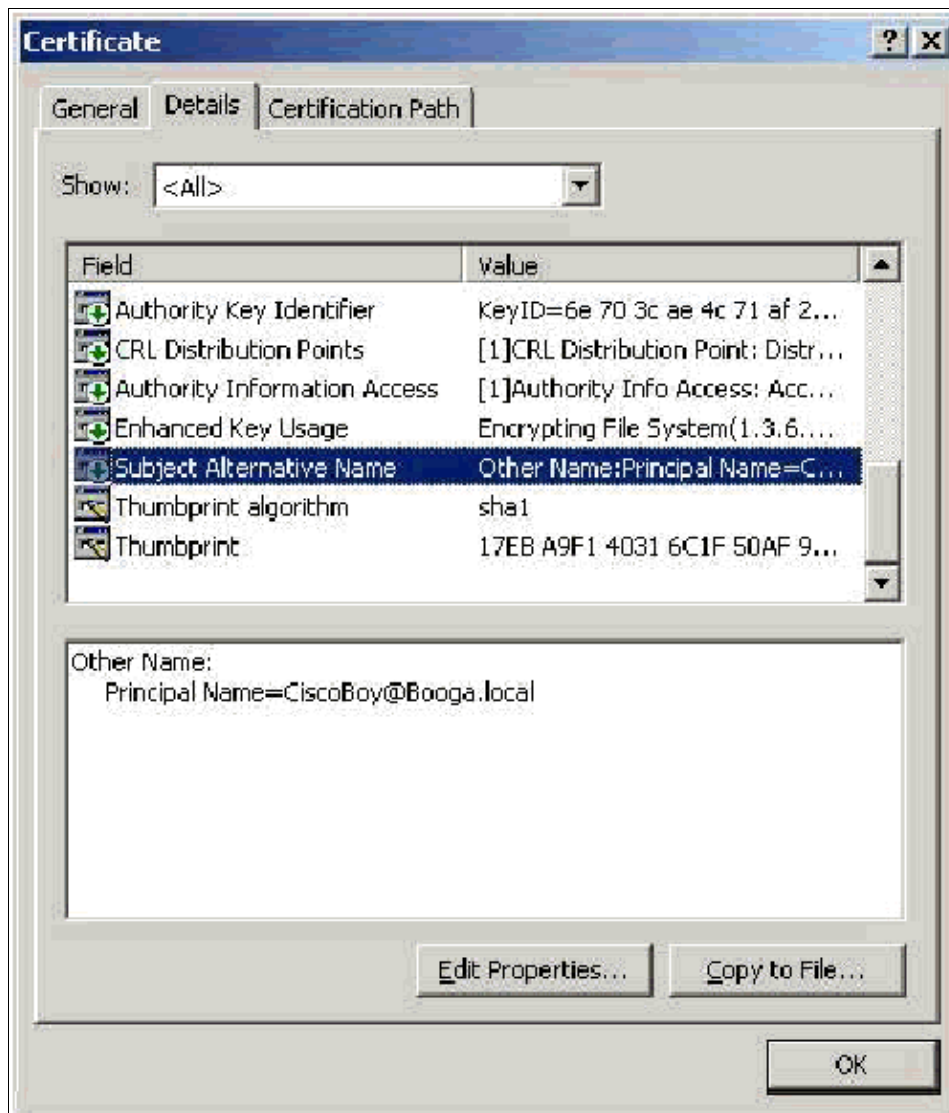 Certificate
General Details Certification Path
Show: <All>
Field Value
Authority Key Identifier KeyID=6e 70 3c ae 4c 71 af 2...
CRL Distribution Points [1]CRL Distribution Point: Distr...
Authority Information Access [1]Authority Info Access: Acc...
Enhanced Key Usage Encrypting File System(1.3.6....
Subject Alternative Name Other Name:Principal Name=C...
Thumbprint algorithm sha1
Thumbprint 17EB A9F1 4031 6C1F 50AF 9...
Other Name:
Principal Name=CiscoBoy@Booga.local
Edit Properties... Copy to File...
OK